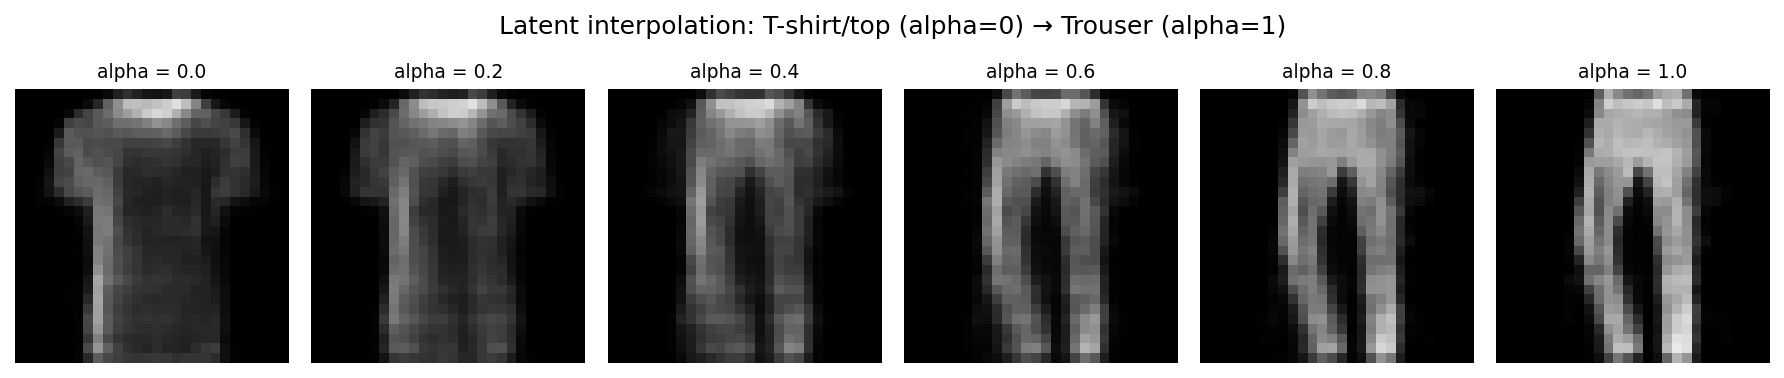 Latent interpolation: T-shirt/top (alpha=0) → Trouser (alpha=1)
alpha = 0.0
alpha = 0.2
alpha = 0.4
alpha = 0.6
alpha = 0.8
alpha = 1.0